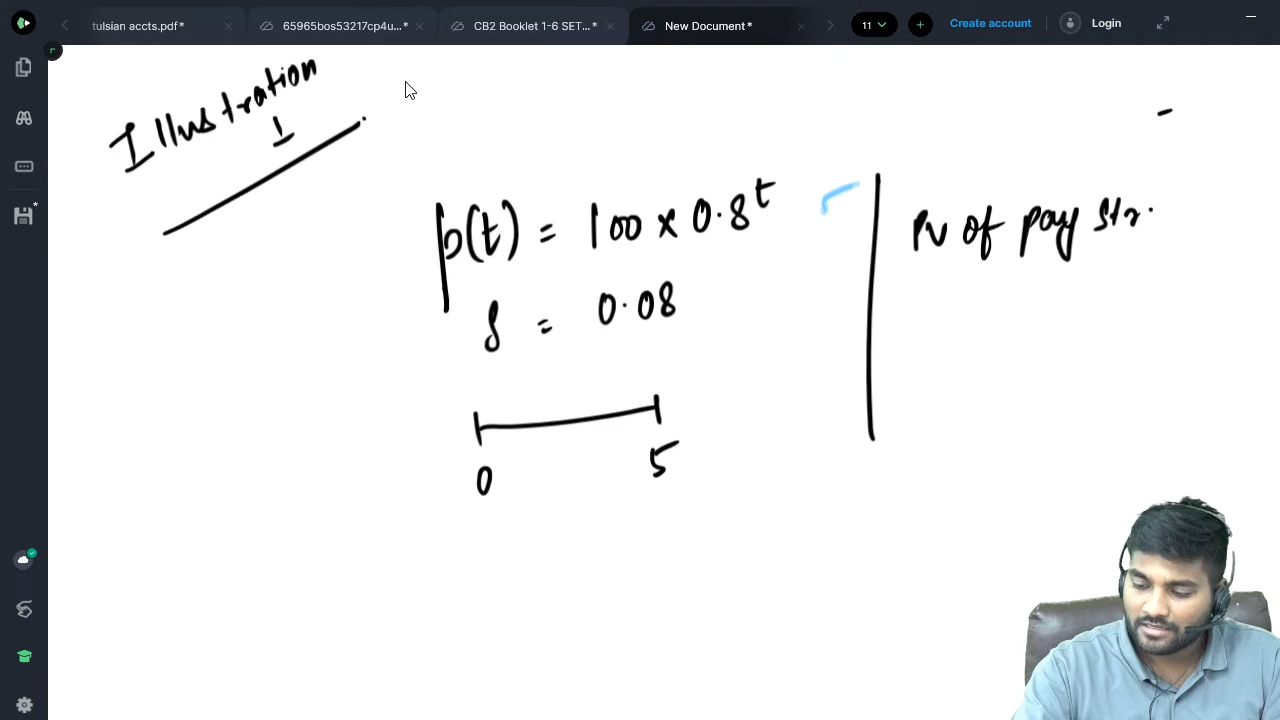 tulsian accts.pdf*
65965bos53217cp4u...*
CB2 Booklet 1-6 SET...*
New Document*
11
Create account
Login
Illustration
1
ρ(t) = 100 × 0.8^t
δ = 0.08
0 5
PV of pay str.